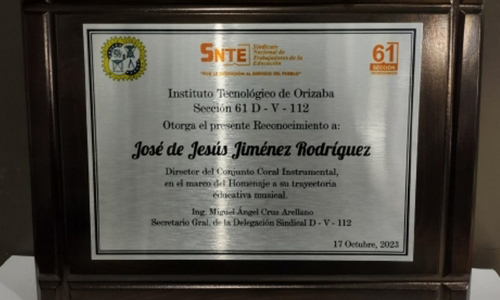 SNTE
Sindicato
Nacional de
Trabajadores de la
Educación
"POR LA EDUCACIÓN AL SERVICIO DEL PUEBLO"
61
SECCIÓN
Instituto Tecnológico de Orizaba
Sección 61 D - V - 112
Otorga el presente Reconocimiento a:
José de Jesús Jiménez Rodríguez
Director del Conjunto Coral Instrumental,
en el marco del Homenaje a su trayectoria
educativa musical.
Ing. Miguel Ángel Cruz Arellano
Secretario Gral. de la Delegación Sindical D - V - 112
17 Octubre, 2023